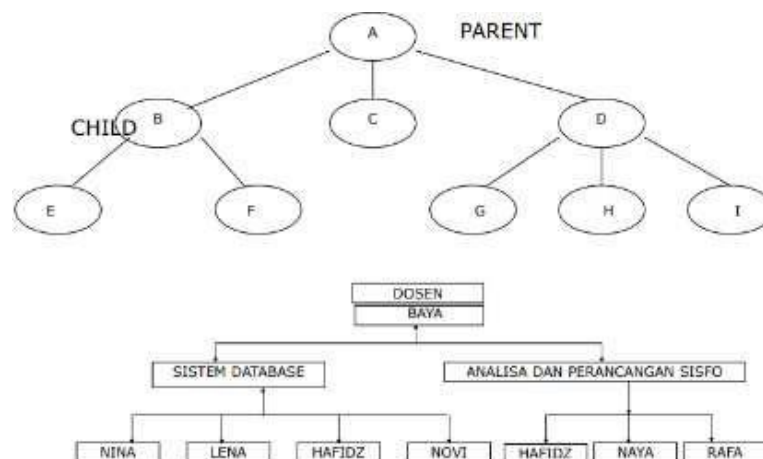 A PARENT
CHILD B C D
E F G H I
DOSEN
BAYA
SISTEM DATABASE ANALISA DAN PERANCANGAN SISFO
NINA LENA HAFIDZ NOVI HAFIDZ NAYA RAFA